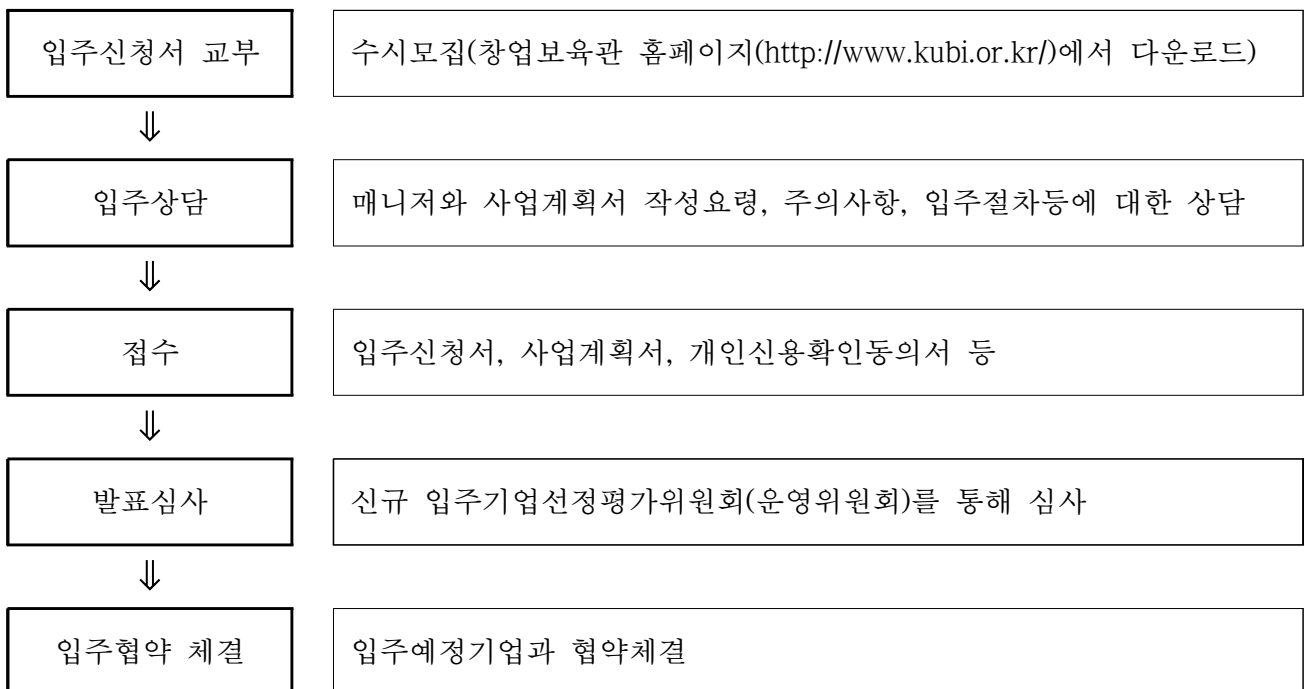 입주신청서 교부
수시모집(창업보육관 홈페이지(http://www.kubi.or.kr/)에서 다운로드)
⇓
입주상담
매니저와 사업계획서 작성요령, 주의사항, 입주절차등에 대한 상담
⇓
접수
입주신청서, 사업계획서, 개인신용확인동의서 등
⇓
발표심사
신규 입주기업선정평가위원회(운영위원회)를 통해 심사
⇓
입주협약 체결
입주예정기업과 협약체결